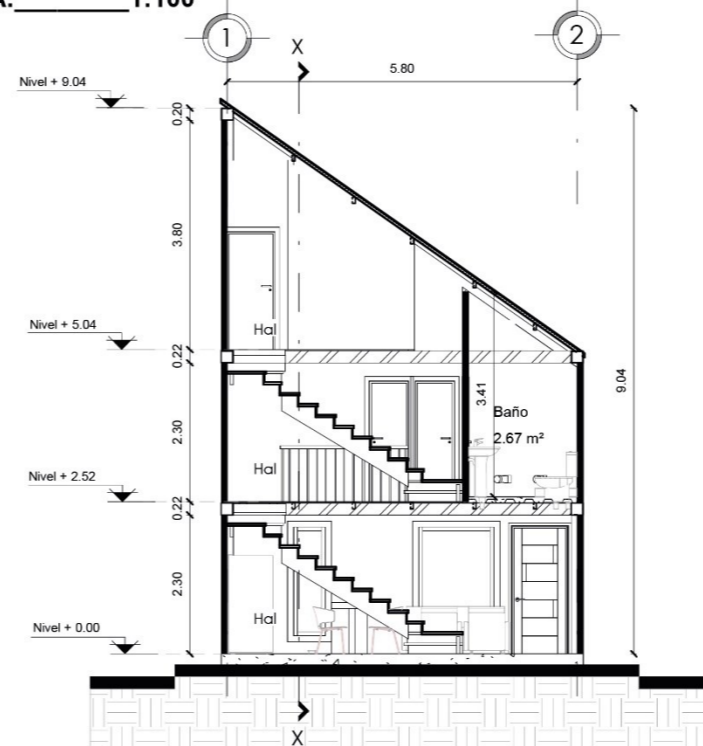 A:__________1:100
1
X
2
5.80
Nivel + 9.04
0.20
3.80
Nivel + 5.04
Hal
0.22
9.04
2.30
3.41
Baño
2.67 m²
Hal
Nivel + 2.52
0.22
2.30
Hal
Nivel + 0.00
X